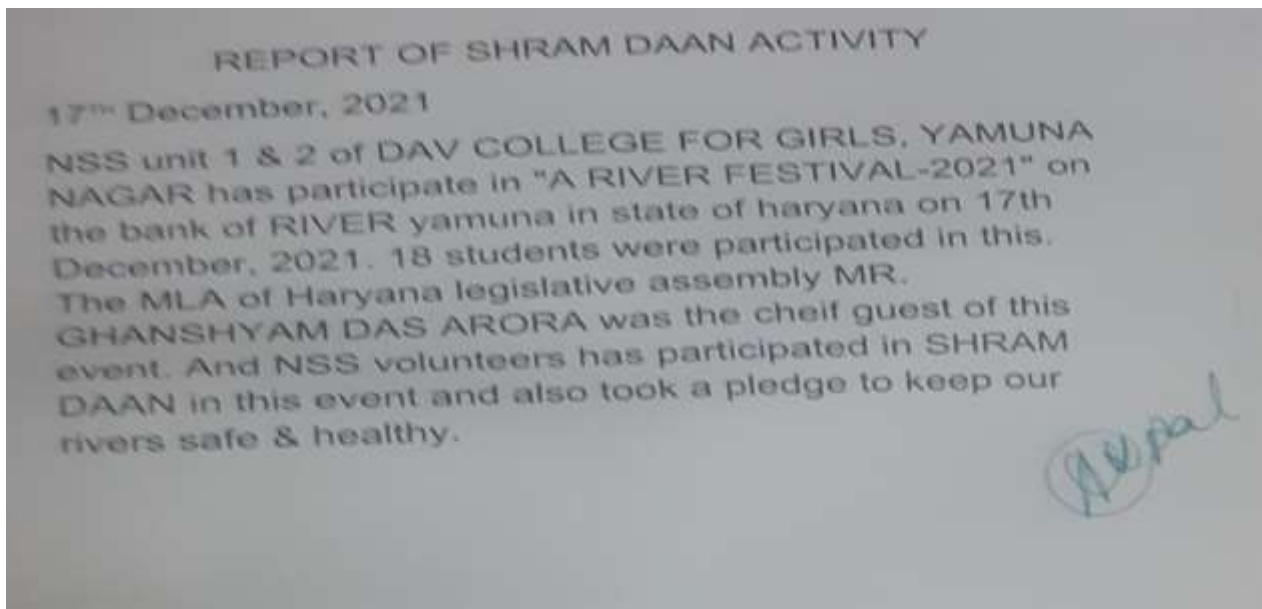 REPORT OF SHRAM DAAN ACTIVITY
17ᵀᴴ December, 2021
NSS unit 1 & 2 of DAV COLLEGE FOR GIRLS, YAMUNA
NAGAR has participate in "A RIVER FESTIVAL-2021" on
the bank of RIVER yamuna in state of haryana on 17th
December, 2021. 18 students were participated in this.
The MLA of Haryana legislative assembly MR.
GHANSHYAM DAS ARORA was the cheif guest of this
event. And NSS volunteers has participated in SHRAM
DAAN in this event and also took a pledge to keep our
rivers safe & healthy.